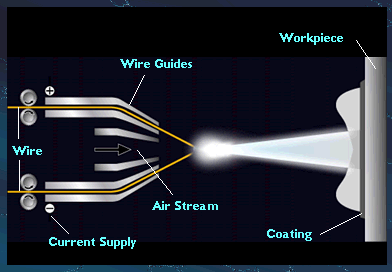 Workpiece
Wire Guides
+
Wire
Air Stream
−
Current Supply
Coating